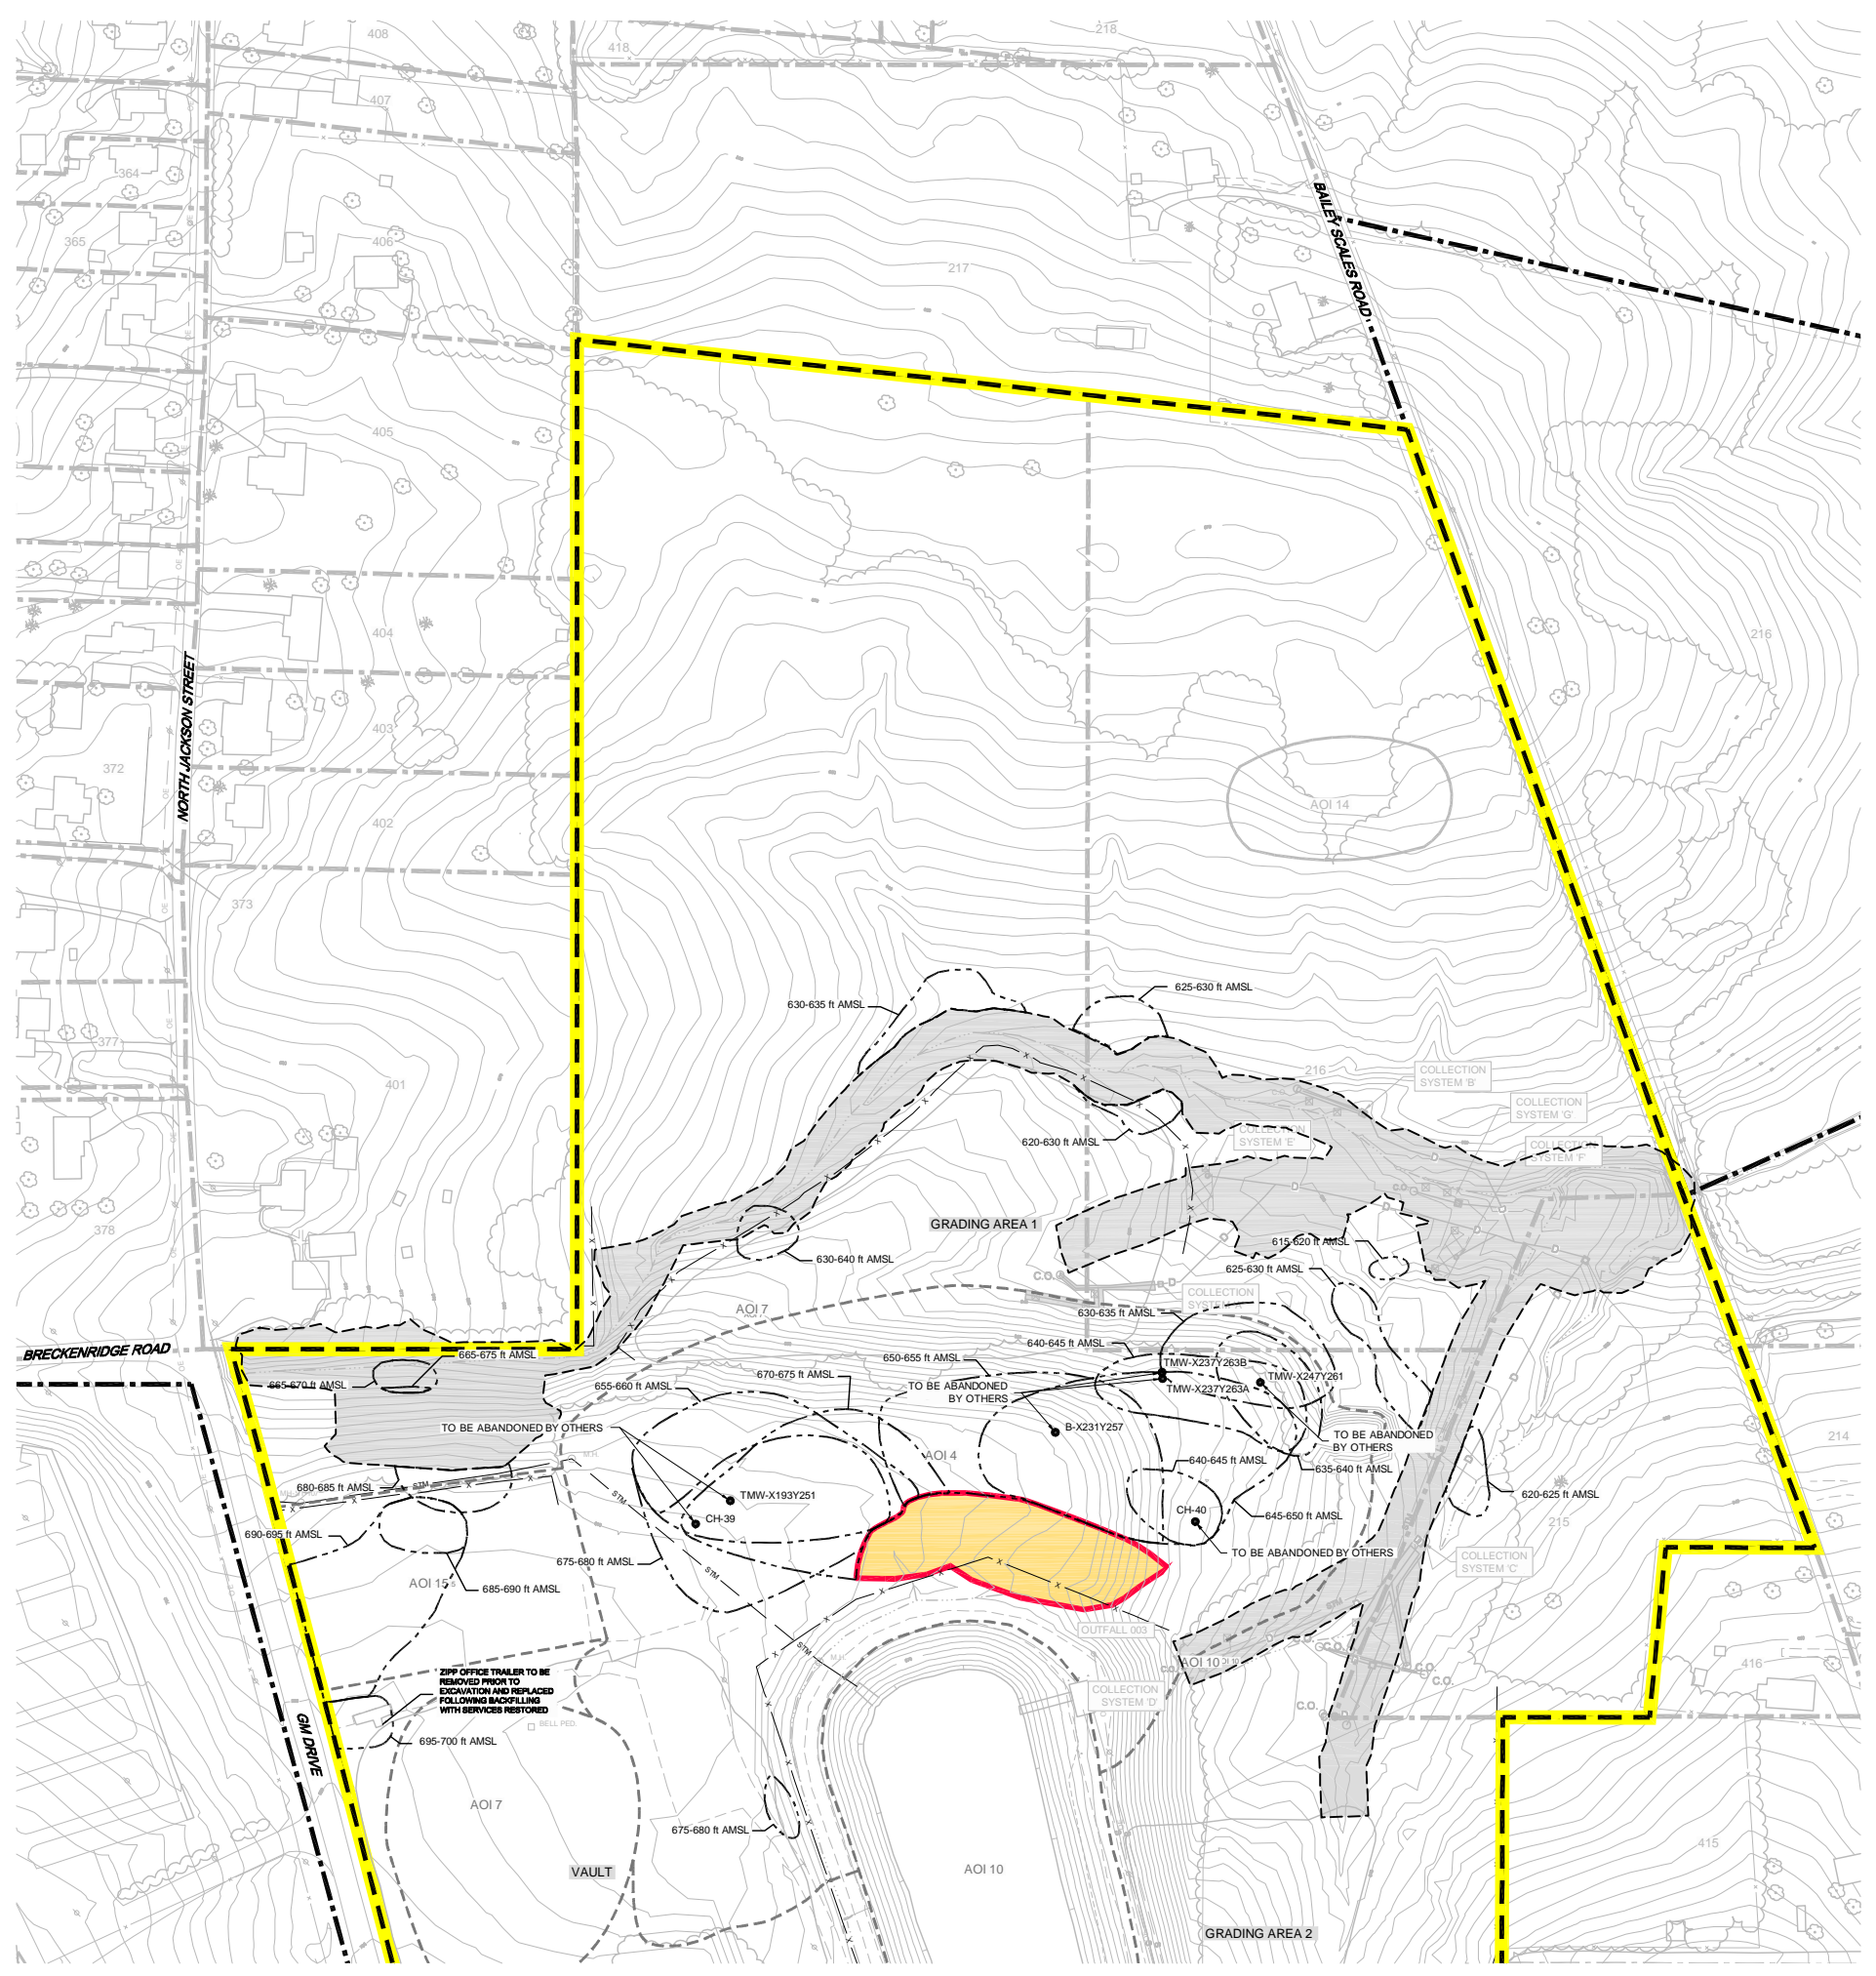 408
418
218
407
364
365
406
217
BAILEY SCALES ROAD
405
404
216
NORTH JACKSON STREET
403
372
AOI 14
402
373
625-630 ft AMSL
630-635 ft AMSL
377
401
216
COLLECTION
SYSTEM 'B'
COLLECTION
SYSTEM 'G'
COLLECTION
SYSTEM 'E'
620-630 ft AMSL
COLLECTION
SYSTEM 'F'
378
GRADING AREA 1
615-620 ft AMSL
630-640 ft AMSL
625-630 ft AMSL
C.O.
COLLECTION
SYSTEM 'A'
AOI 7
630-635 ft AMSL
640-645 ft AMSL
BRECKENRIDGE ROAD
665-675 ft AMSL
650-655 ft AMSL
TMW-X237Y263B
670-675 ft AMSL
TMW-X247Y261
665-670 ft AMSL
655-660 ft AMSL
TO BE ABANDONED
BY OTHERS
TMW-X237Y263A
TO BE ABANDONED BY OTHERS
B-X231Y257
TO BE ABANDONED
BY OTHERS
214
M.H.
AOI 4
640-645 ft AMSL
635-640 ft AMSL
680-685 ft AMSL
STM
TMW-X193Y251
620-625 ft AMSL
CH-39
CH-40
645-650 ft AMSL
215
690-695 ft AMSL
TO BE ABANDONED BY OTHERS
675-680 ft AMSL
STM
COLLECTION
SYSTEM 'C'
AOI 15
685-690 ft AMSL
OUTFALL 003
STM
M.H.
AOI 10
C.O.
C.O.
C.O.
416
ZIPP OFFICE TRAILER TO BE
REMOVED PRIOR TO
EXCAVATION AND REPLACED
FOLLOWING BACKFILLING
WITH SERVICES RESTORED
COLLECTION
SYSTEM 'D'
C.O.
BELL PED.
GM DRIVE
695-700 ft AMSL
AOI 7
675-680 ft AMSL
415
VAULT
AOI 10
GRADING AREA 2